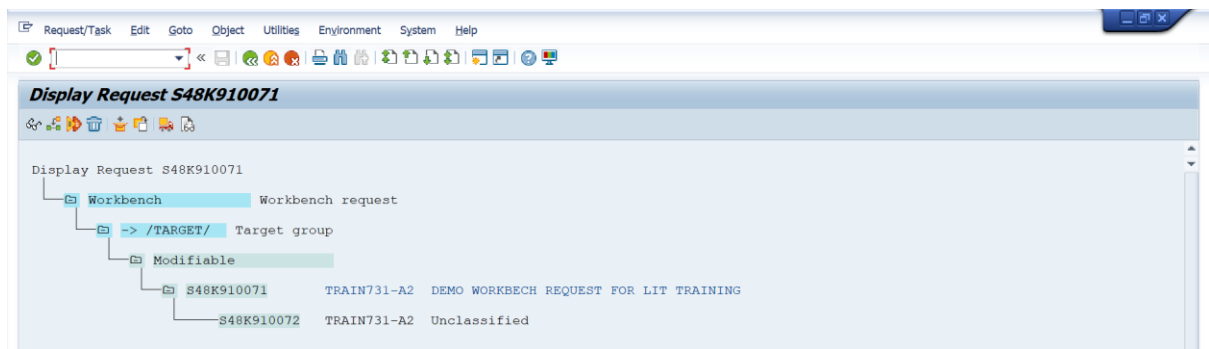 Request/Task Edit Goto Object Utilities Environment System Help
Display Request S48K910071
Display Request S48K910071
Workbench Workbench request
-> /TARGET/ Target group
Modifiable
S48K910071 TRAIN731-A2 DEMO WORKBECH REQUEST FOR LIT TRAINING
S48K910072 TRAIN731-A2 Unclassified